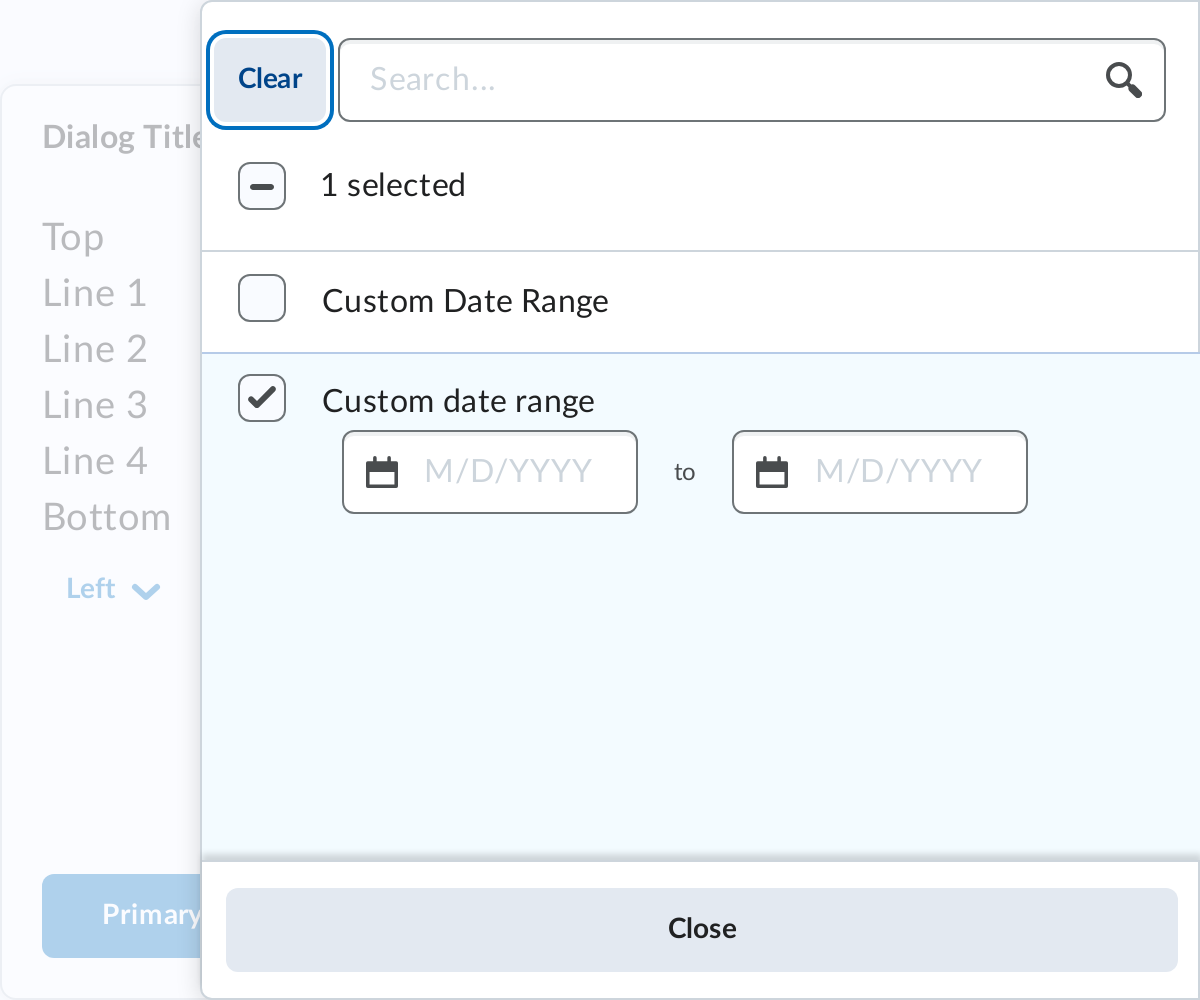 Clear
Search...
Dialog Title
1 selected
Top
Line 1
Custom Date Range
Line 2
Line 3
Custom date range
Line 4
M/D/YYYY to M/D/YYYY
Bottom
Left
Primary
Close